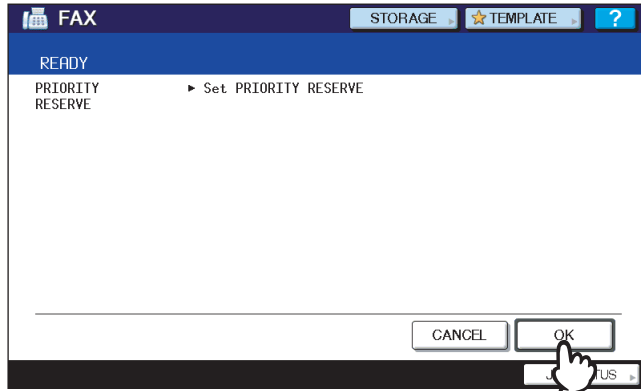 FAX
STORAGE
TEMPLATE
?
READY
PRIORITY
RESERVE
► Set PRIORITY RESERVE
CANCEL
OK